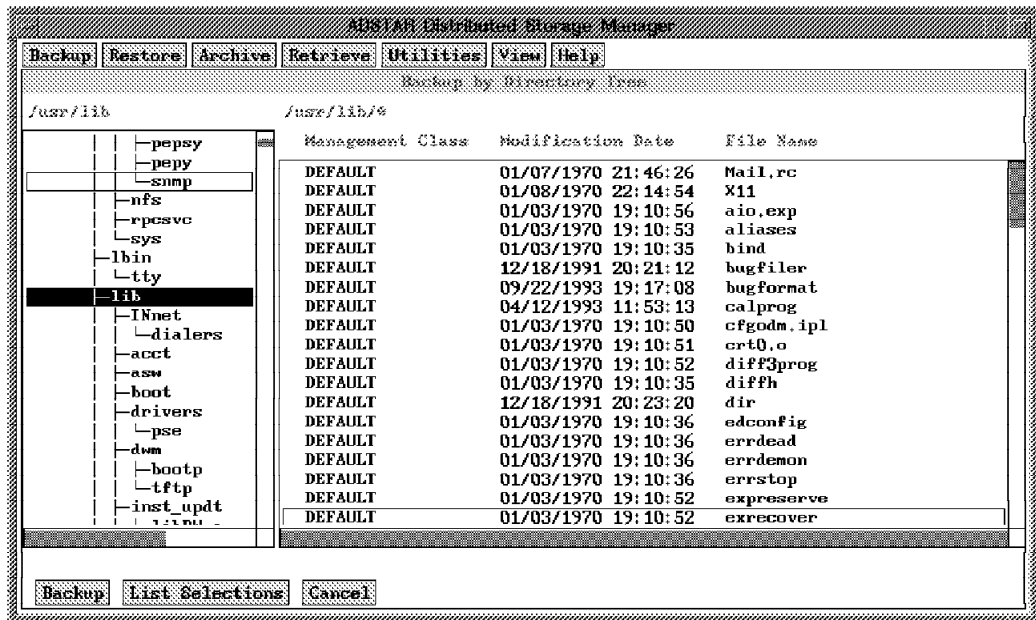 ADSTAR Distributed Storage Manager
Backup Restore Archive Retrieve Utilities View Help
Backup by Directory Tree
/usr/lib
pepsy
pepy
snmp
nfs
rpcsvc
sys
lbin
tty
lib
INnet
dialers
acct
asw
boot
drivers
pse
dwm
bootp
tftp
inst_updt
/usr/lib/*
Management Class Modification Date File Name
DEFAULT 01/07/1970 21:46:26 Mail.rc
DEFAULT 01/08/1970 22:14:54 X11
DEFAULT 01/03/1970 19:10:56 aio.exp
DEFAULT 01/03/1970 19:10:53 aliases
DEFAULT 01/03/1970 19:10:35 bind
DEFAULT 12/18/1991 20:21:12 bugfiler
DEFAULT 09/22/1993 19:17:08 bugformat
DEFAULT 04/12/1993 11:53:13 calprog
DEFAULT 01/03/1970 19:10:50 cfgodm.ipl
DEFAULT 01/03/1970 19:10:51 crt0.o
DEFAULT 01/03/1970 19:10:52 diff3prog
DEFAULT 01/03/1970 19:10:35 diffh
DEFAULT 12/18/1991 20:23:20 dir
DEFAULT 01/03/1970 19:10:36 edconfig
DEFAULT 01/03/1970 19:10:36 errdead
DEFAULT 01/03/1970 19:10:36 errdemon
DEFAULT 01/03/1970 19:10:36 errstop
DEFAULT 01/03/1970 19:10:52 expreserve
DEFAULT 01/03/1970 19:10:52 exrecover
Backup List Selections Cancel